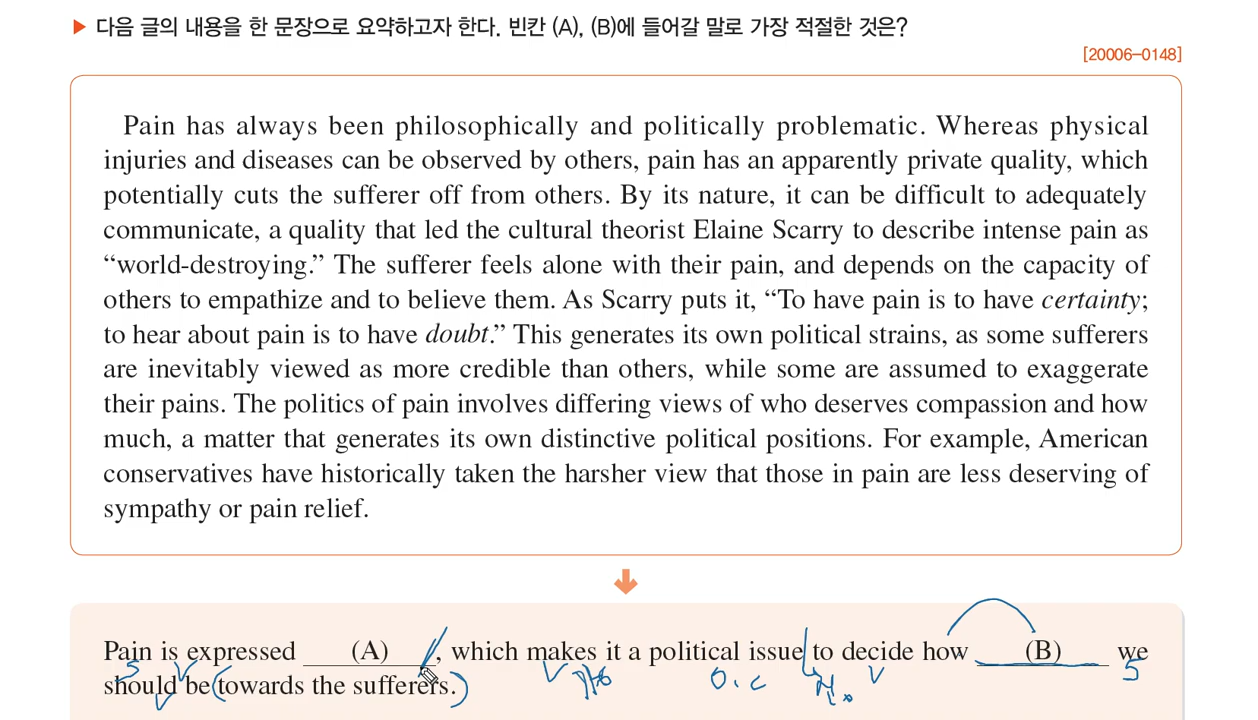 ▶ 다음 글의 내용을 한 문장으로 요약하고자 한다. 빈칸 (A), (B)에 들어갈 말로 가장 적절한 것은?
[20006-0148]
Pain has always been philosophically and politically problematic. Whereas physical
injuries and diseases can be observed by others, pain has an apparently private quality, which
potentially cuts the sufferer off from others. By its nature, it can be difficult to adequately
communicate, a quality that led the cultural theorist Elaine Scarry to describe intense pain as
“world-destroying.” The sufferer feels alone with their pain, and depends on the capacity of
others to empathize and to believe them. As Scarry puts it, “To have pain is to have certainty;
to hear about pain is to have doubt.” This generates its own political strains, as some sufferers
are inevitably viewed as more credible than others, while some are assumed to exaggerate
their pains. The politics of pain involves differing views of who deserves compassion and how
much, a matter that generates its own distinctive political positions. For example, American
conservatives have historically taken the harsher view that those in pain are less deserving of
sympathy or pain relief.
Pain is expressed (A) , which makes it a political issue to decide how (B) we
S V V O.C V S
should be (towards the sufferers.)
V